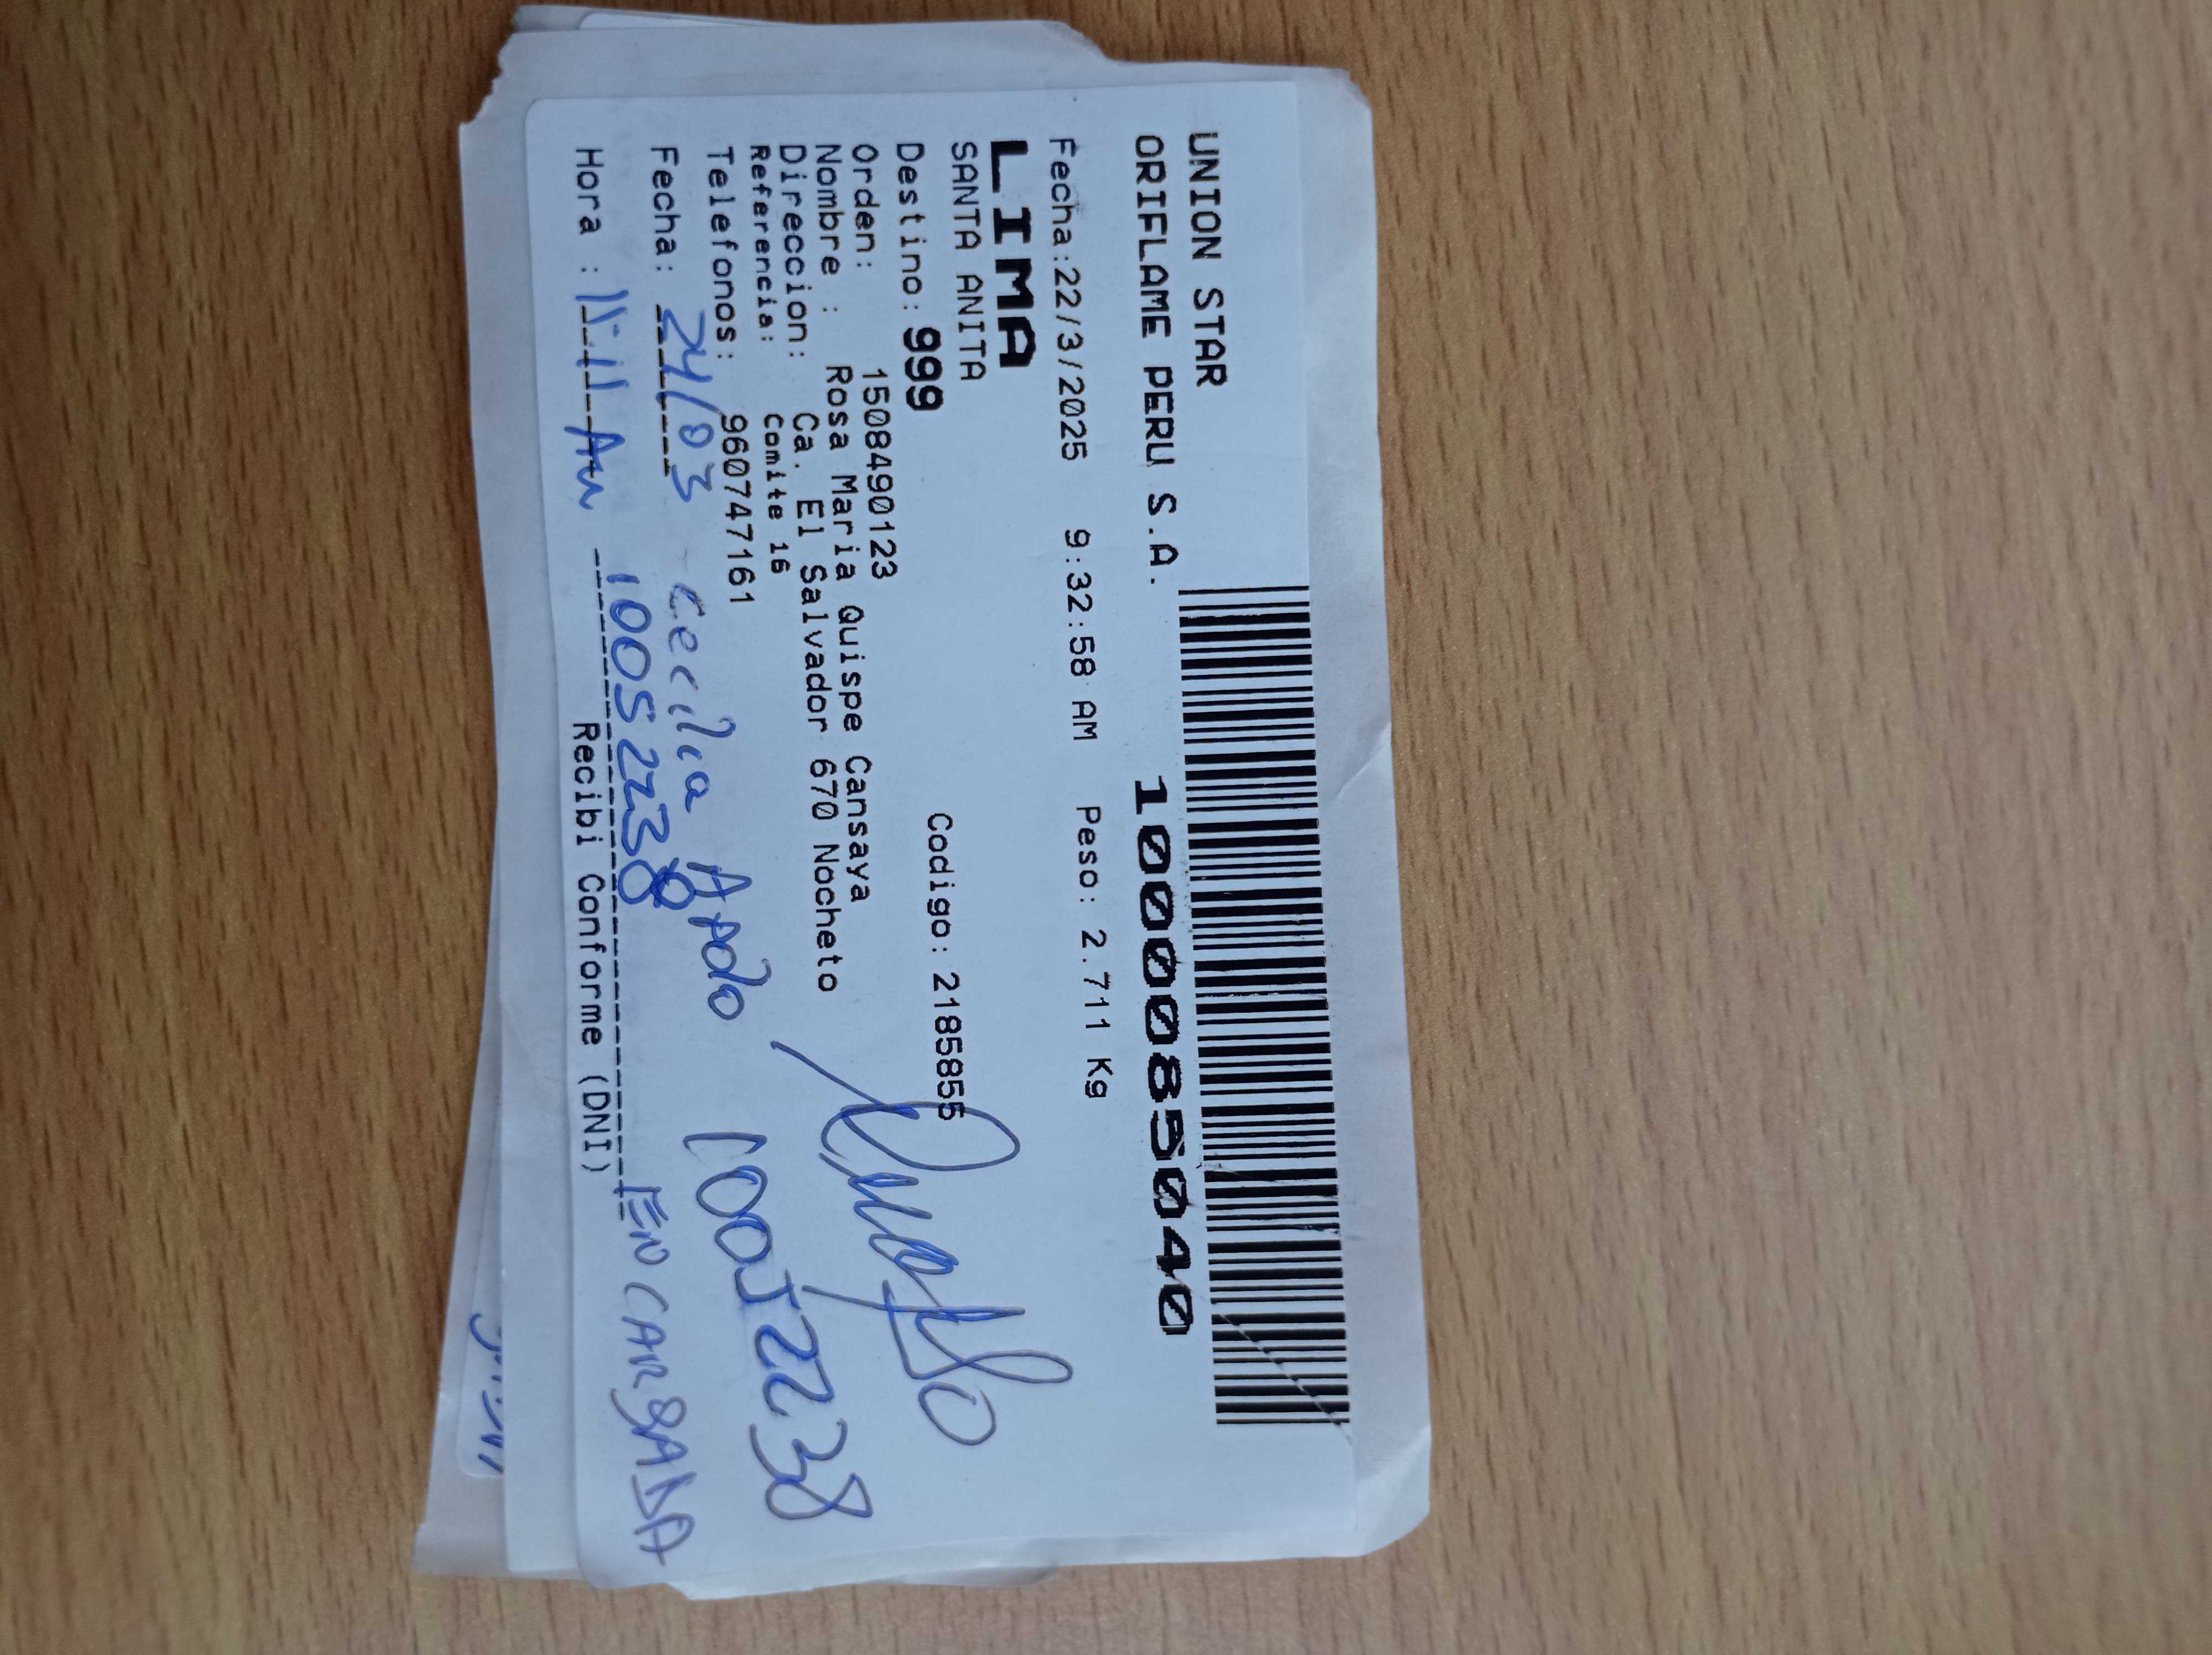 UNION STAR
ORIFLAME PERU S.A. 1000085040
Fecha:22/3/2025 9:32:58 AM Peso: 2.711 Kg
LIMA
SANTA ANITA
Destino: 999 Codigo: 2185855
Orden: 1508490123
Nombre : Rosa Maria Quispe Cansaya
Direccion: Ca. El Salvador 670 Nocheto
Referencia: Comite 16
Telefonos: 960747161
Fecha: 24/03 Cecilia 10052238
Hora : 11:11 AM 10052238 ENCARGADA
Recibi Conforme (DNI)